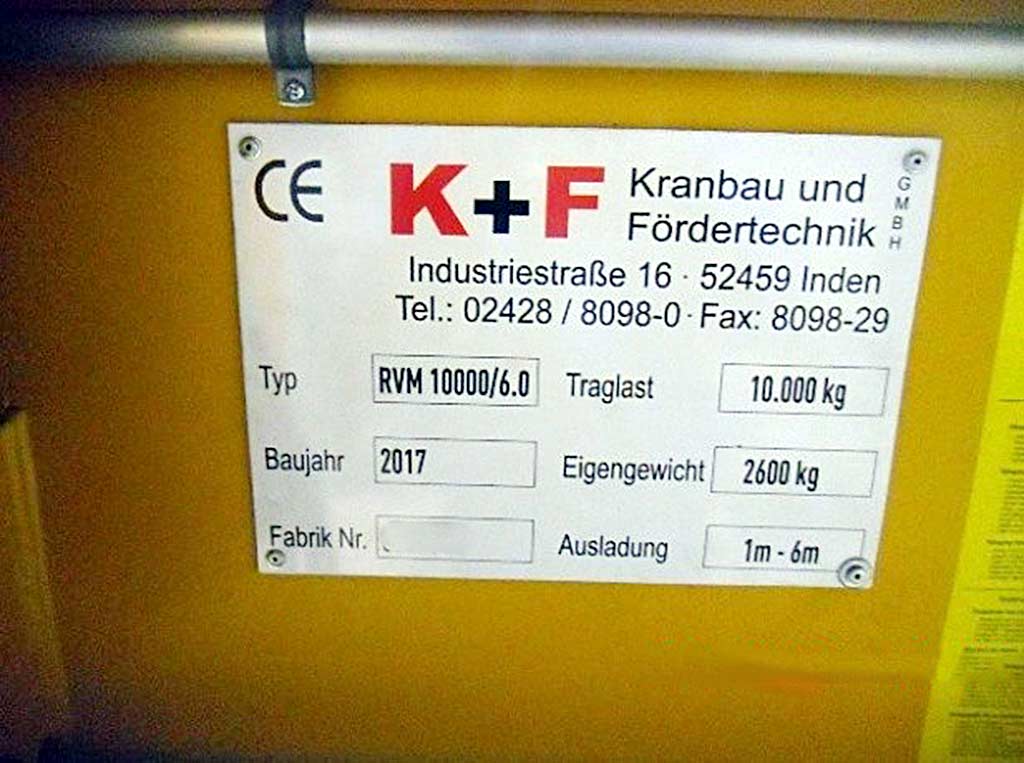 CE K+F Kranbau und
Fördertechnik GMBH
Industriestraße 16 · 52459 Inden
Tel.: 02428 / 8098-0 · Fax: 8098-29
Typ RVM 10000/6.0 Traglast 10.000 kg
Baujahr 2017 Eigengewicht 2600 kg
Fabrik Nr. Ausladung 1m - 6m